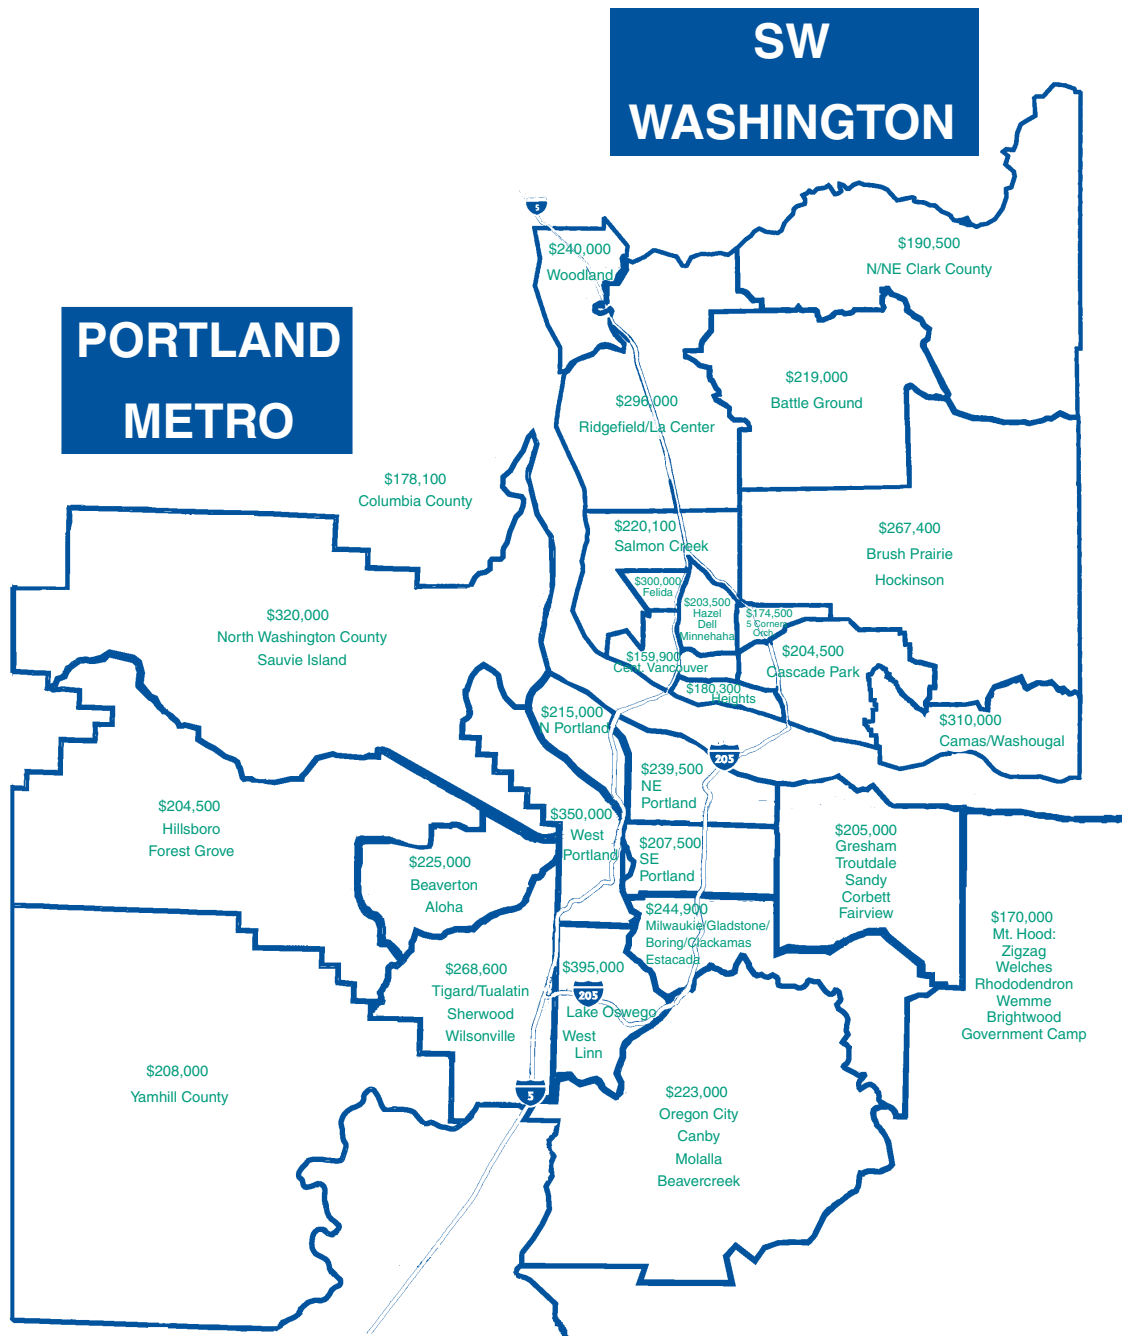 SW
WASHINGTON
5
$240,000
Woodland
$190,500
N/NE Clark County
PORTLAND
METRO
$219,000
Battle Ground
$296,000
Ridgefield/La Center
$178,100
Columbia County
$220,100
Salmon Creek
$267,400
Brush Prairie
Hockinson
$300,000
Felida
$203,500
Hazel
Dell
Minnehaha
$174,500
5 Corners
Orch.
$320,000
North Washington County
Sauvie Island
$159,900
Cent. Vancouver
$204,500
Cascade Park
$180,300
Heights
$310,000
Camas/Washougal
$215,000
N Portland
205
$239,500
NE
Portland
$204,500
Hillsboro
Forest Grove
$350,000
West
Portland
$207,500
SE
Portland
$205,000
Gresham
Troutdale
Sandy
Corbett
Fairview
$225,000
Beaverton
Aloha
$244,900
Milwaukie/Gladstone/
Boring/Clackamas
Estacada
$170,000
Mt. Hood:
Zigzag
Welches
Rhododendron
Wemme
Brightwood
Government Camp
$268,600
Tigard/Tualatin
Sherwood
Wilsonville
$395,000
205
Lake Oswego
West
Linn
$208,000
Yamhill County
5
$223,000
Oregon City
Canby
Molalla
Beavercreek